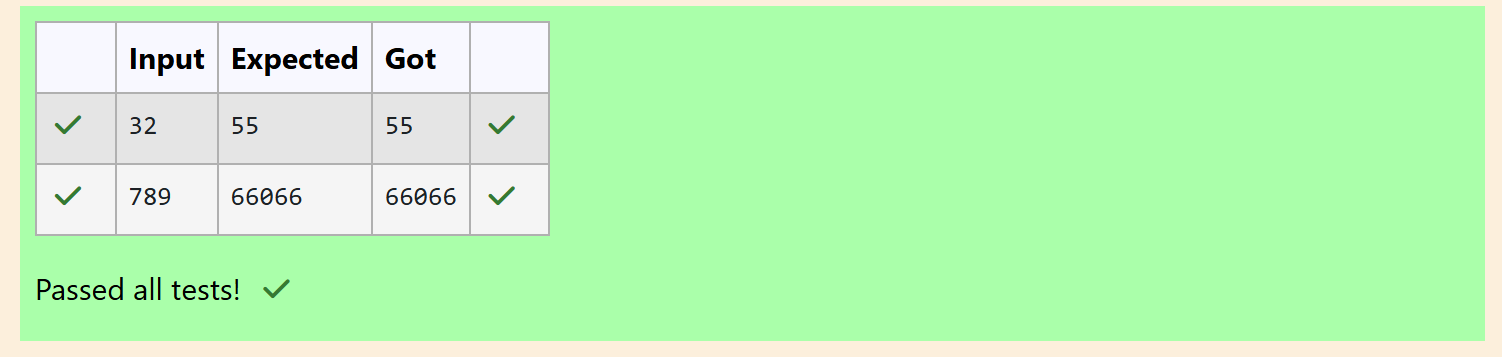 Input Expected Got
32 55 55
789 66066 66066
Passed all tests!